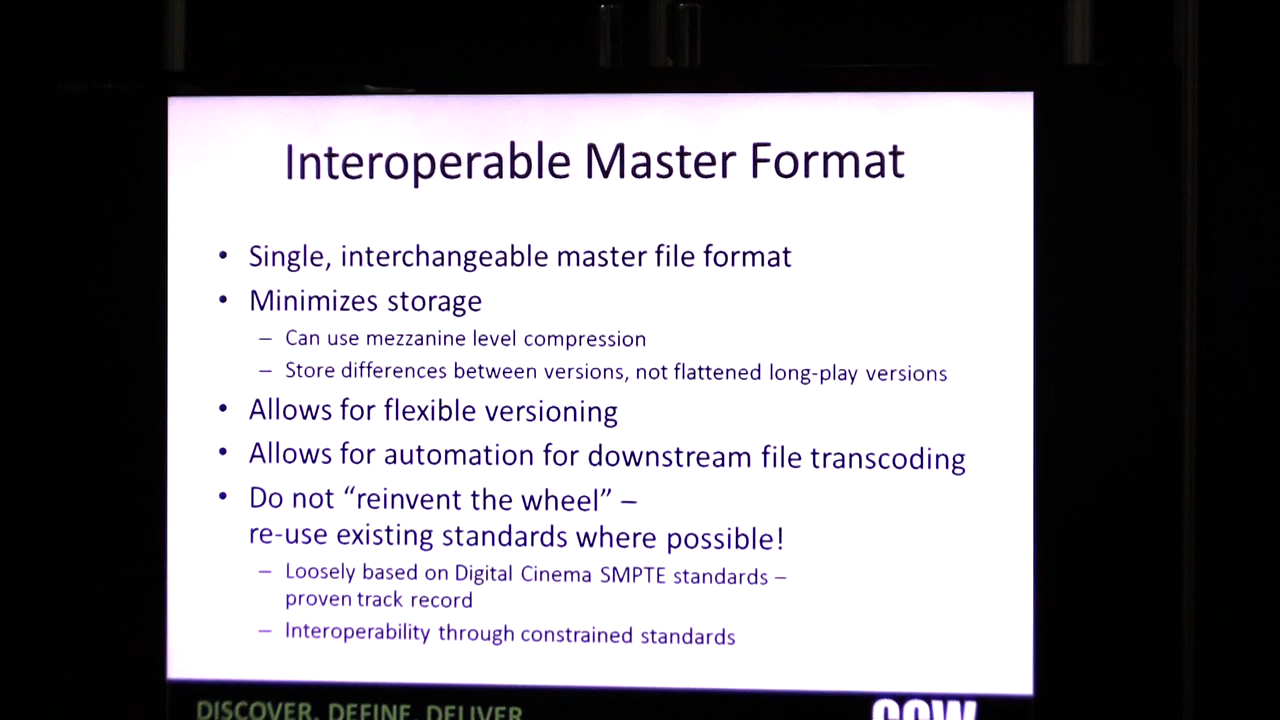 Interoperable Master Format
• Single, interchangeable master file format
• Minimizes storage
– Can use mezzanine level compression
– Store differences between versions, not flattened long-play versions
• Allows for flexible versioning
• Allows for automation for downstream file transcoding
• Do not “reinvent the wheel” –
re-use existing standards where possible!
– Loosely based on Digital Cinema SMPTE standards –
proven track record
– Interoperability through constrained standards
DISCOVER. DEFINE. DELIVER
CCW